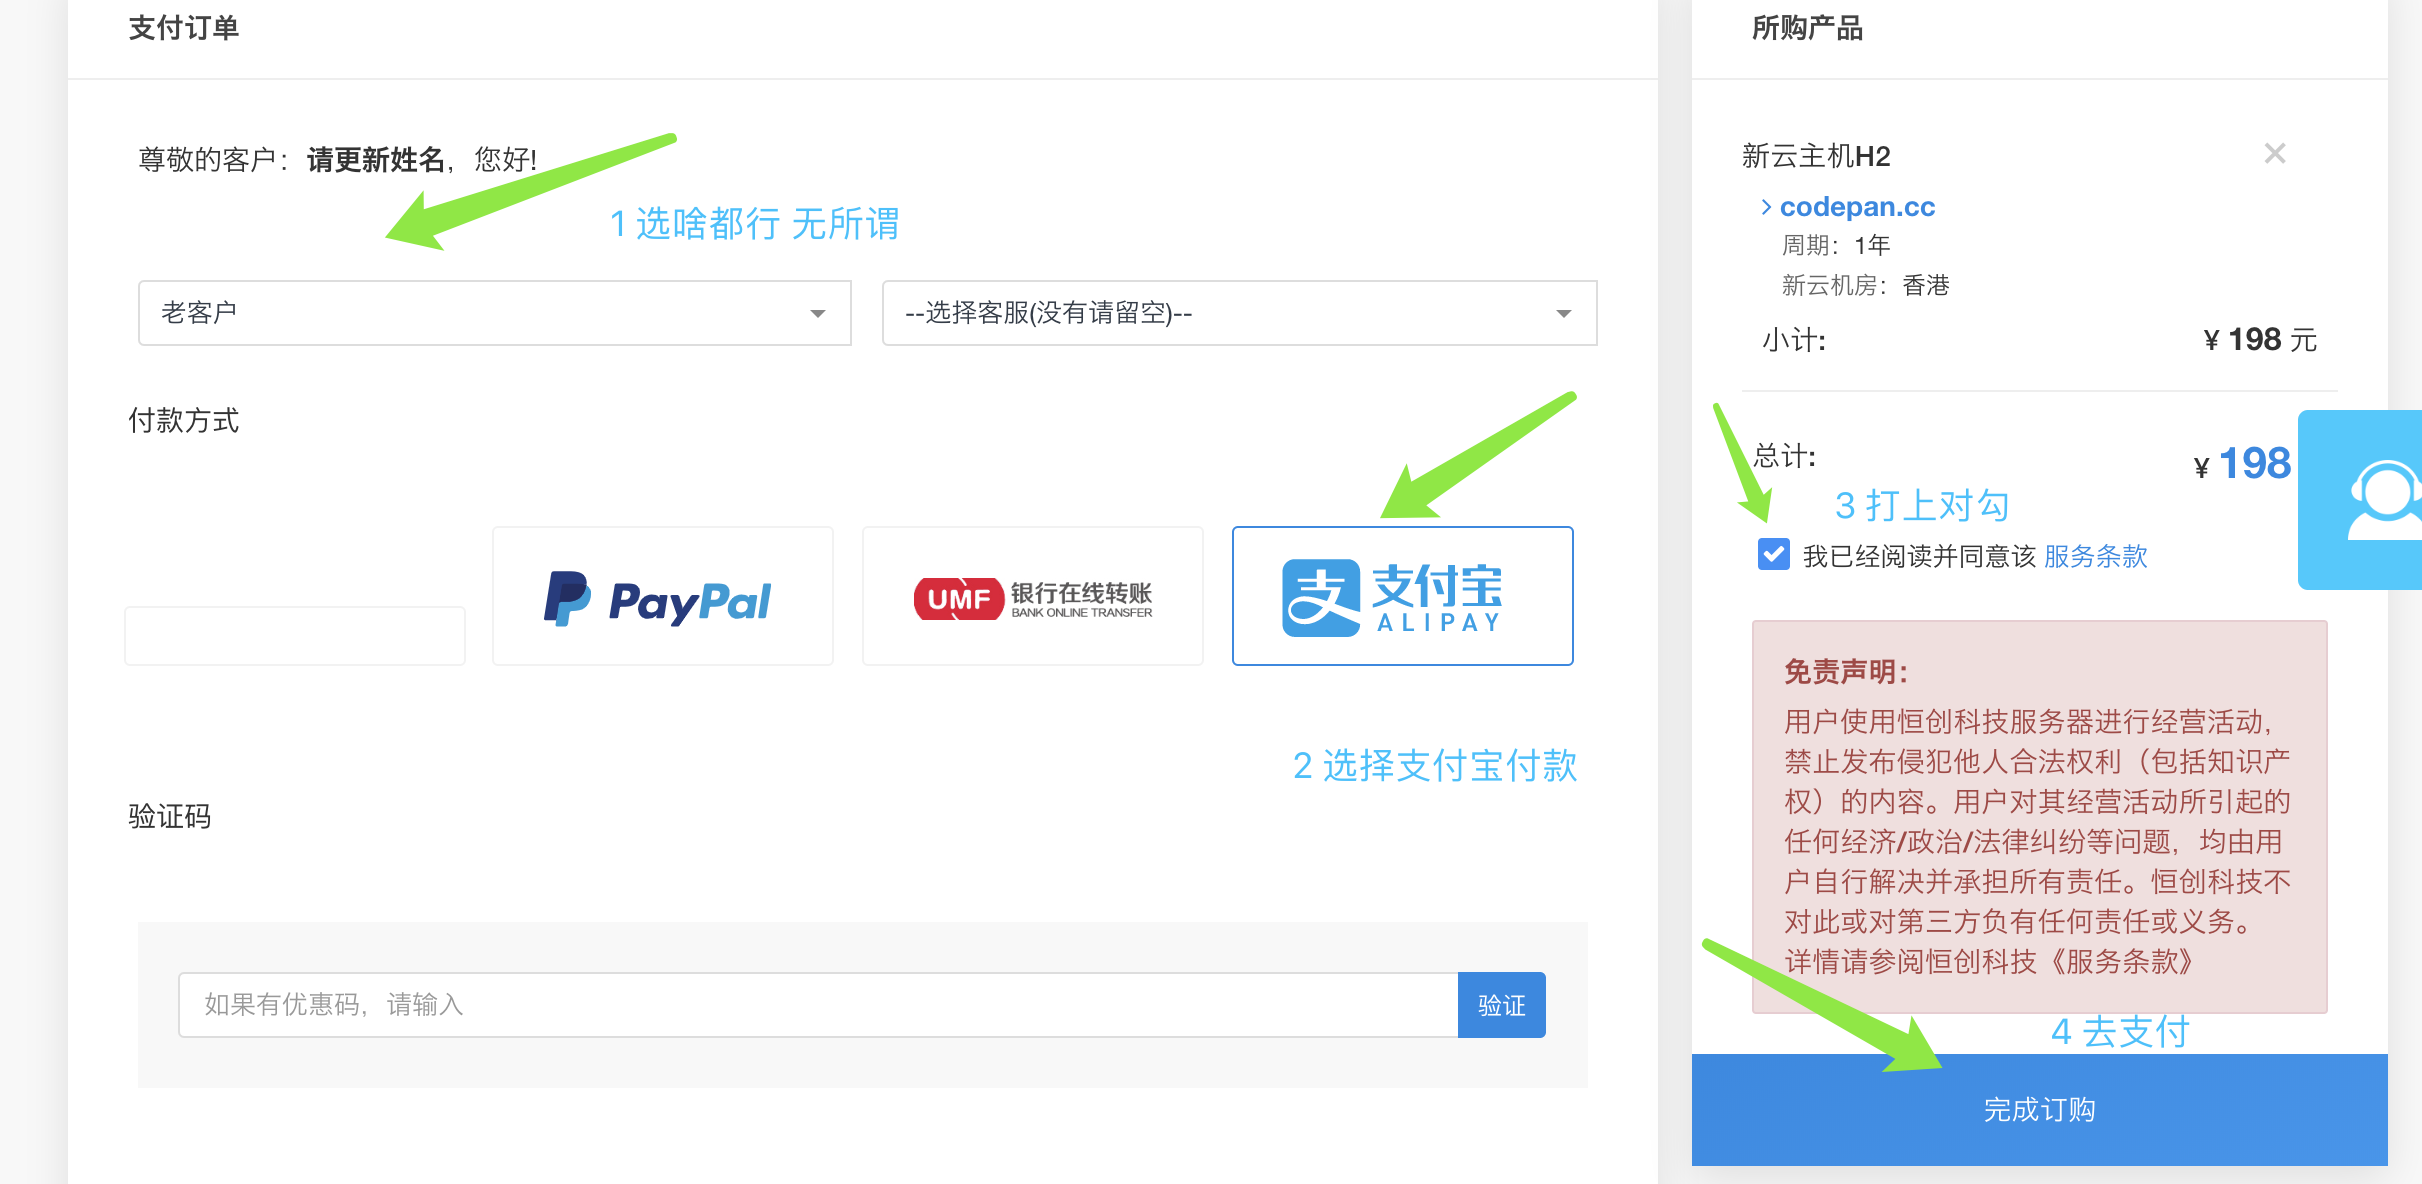 支付订单
尊敬的客户：请更新姓名，您好!
1 选啥都行 无所谓
老客户
--选择客服(没有请留空)--
付款方式
PayPal
UMF 银行在线转账
BANK ONLINE TRANSFER
支 支付宝
ALIPAY
2 选择支付宝付款
验证码
如果有优惠码，请输入
验证
所购产品
新云主机H2
×
> codepan.cc
周期：1年
新云机房：香港
小计:
¥ 198 元
总计:
¥ 198
3 打上对勾
我已经阅读并同意该 服务条款
免责声明：
用户使用恒创科技服务器进行经营活动，
禁止发布侵犯他人合法权利（包括知识产
权）的内容。用户对其经营活动所引起的
任何经济/政治/法律纠纷等问题，均由用
户自行解决并承担所有责任。恒创科技不
对此或对第三方负有任何责任或义务。
详情请参阅恒创科技《服务条款》
4 去支付
完成订购